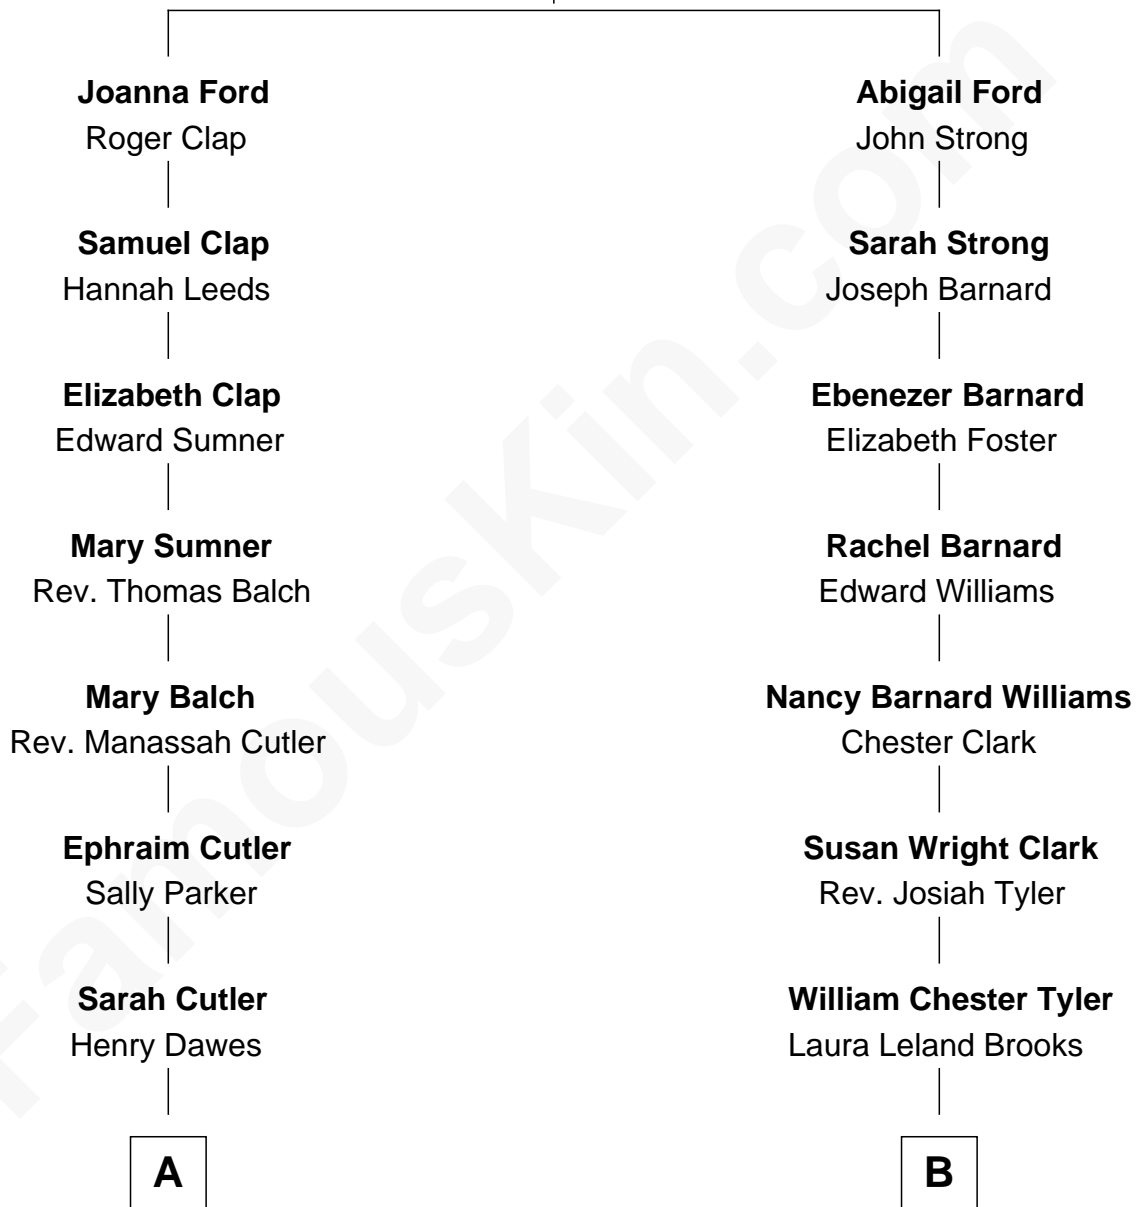 Joanna Ford
Roger Clap
Samuel Clap
Hannah Leeds
Elizabeth Clap
Edward Sumner
Mary Sumner
Rev. Thomas Balch
Mary Balch
Rev. Manassah Cutler
Ephraim Cutler
Sally Parker
Sarah Cutler
Henry Dawes
A
Abigail Ford
John Strong
Sarah Strong
Joseph Barnard
Ebenezer Barnard
Elizabeth Foster
Rachel Barnard
Edward Williams
Nancy Barnard Williams
Chester Clark
Susan Wright Clark
Rev. Josiah Tyler
William Chester Tyler
Laura Leland Brooks
B
FamousKin.com